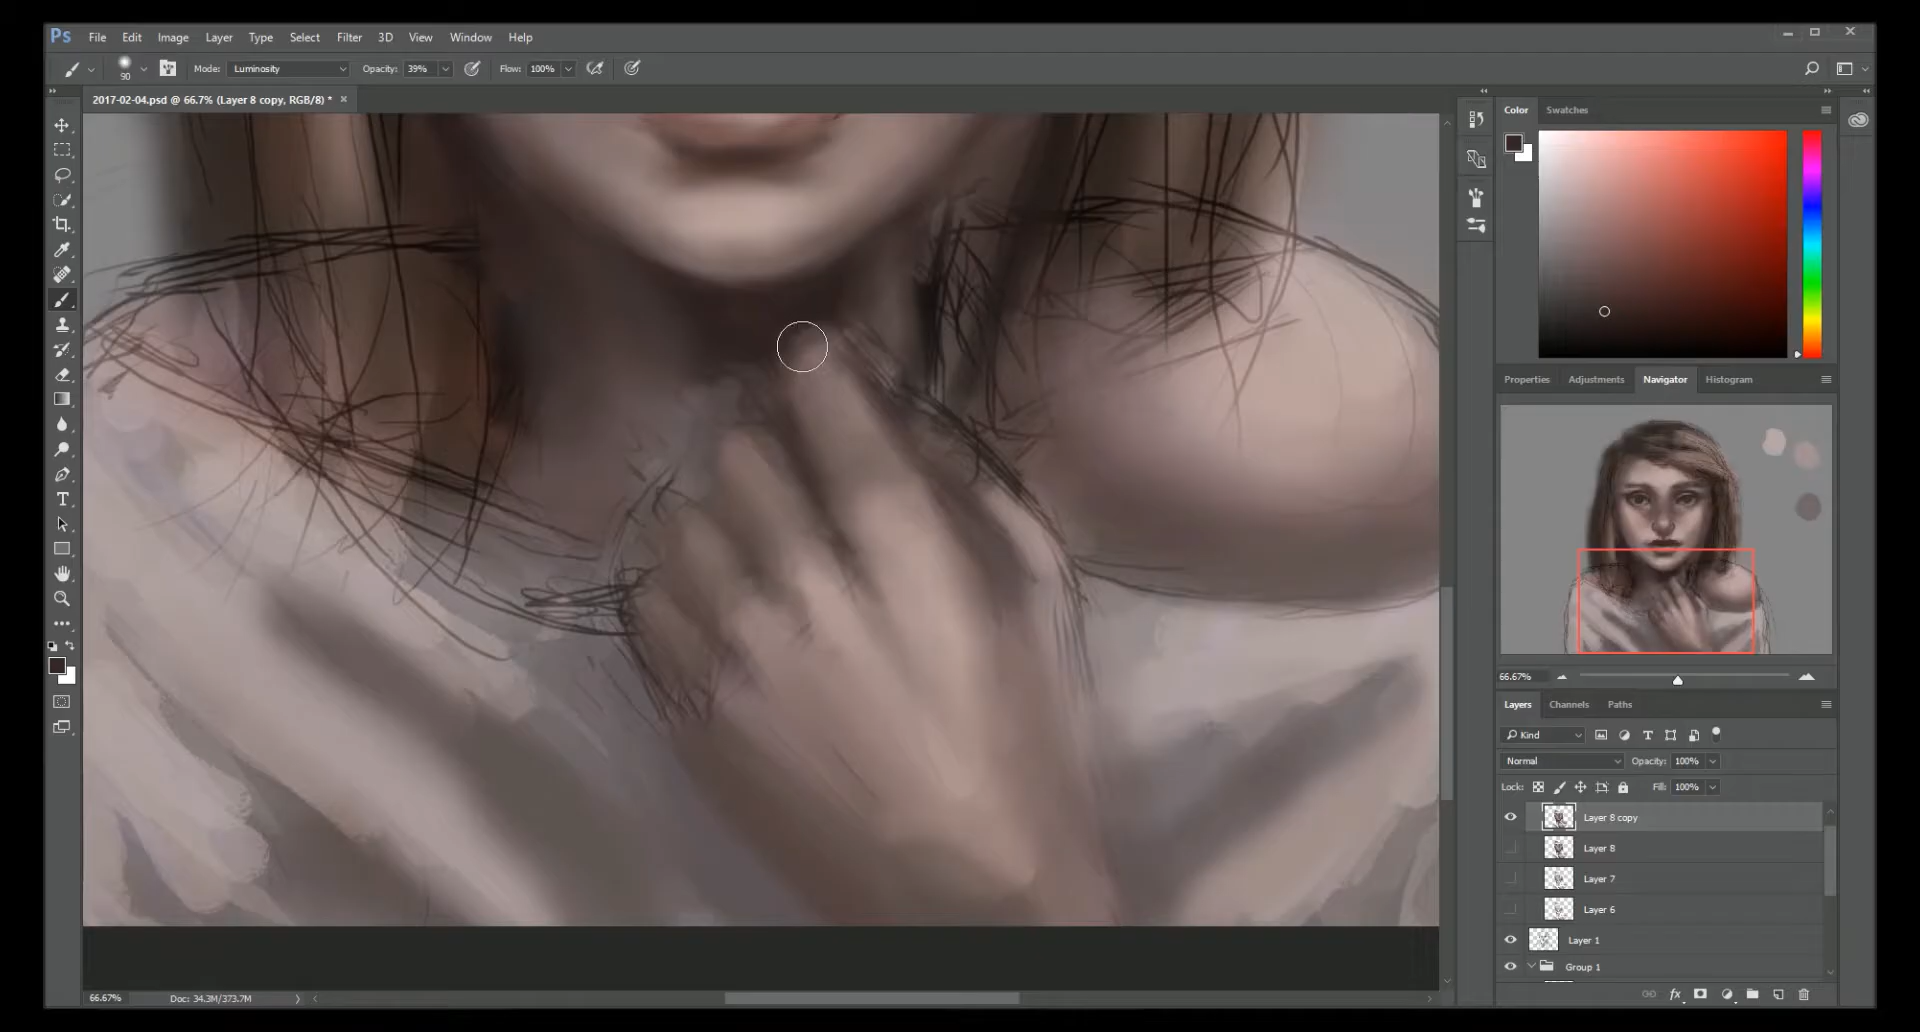 Ps File Edit Image Layer Type Select Filter 3D View Window Help
90 Mode: Luminosity Opacity: 39% Flow: 100%
2017-02-04.psd @ 66.7% (Layer 8 copy, RGB/8) *
Color Swatches
Properties Adjustments Navigator Histogram
66.67%
Layers Channels Paths
Kind
Normal Opacity: 100%
Lock: Fill: 100%
Layer 8 copy
Layer 8
Layer 7
Layer 6
Layer 1
Group 1
fx
66.67% Doc: 34.3M/373.7M